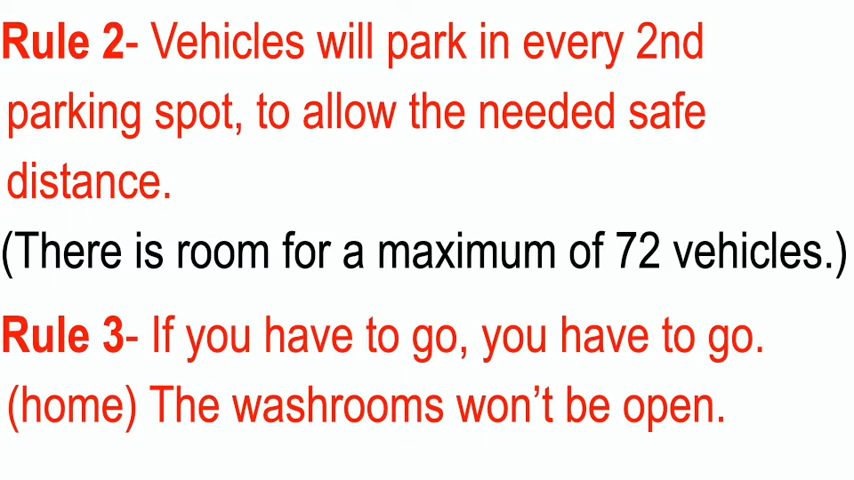 Rule 2- Vehicles will park in every 2nd
parking spot, to allow the needed safe
distance.
(There is room for a maximum of 72 vehicles.)
Rule 3- If you have to go, you have to go.
(home) The washrooms won’t be open.